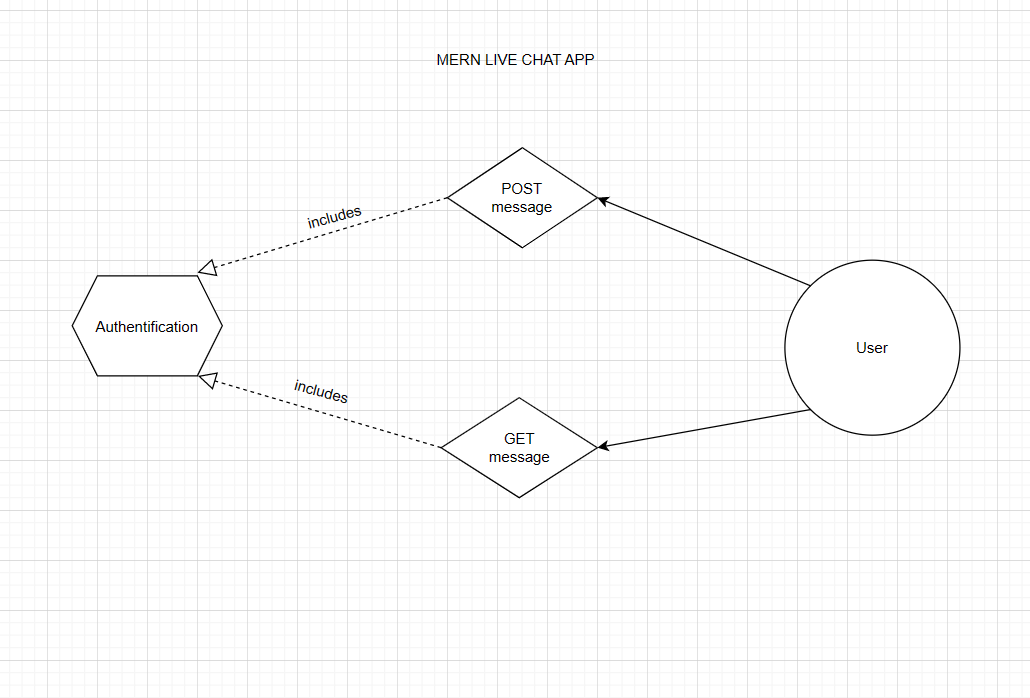 MERN LIVE CHAT APP
POST
message
includes
Authentification
User
includes
GET
message